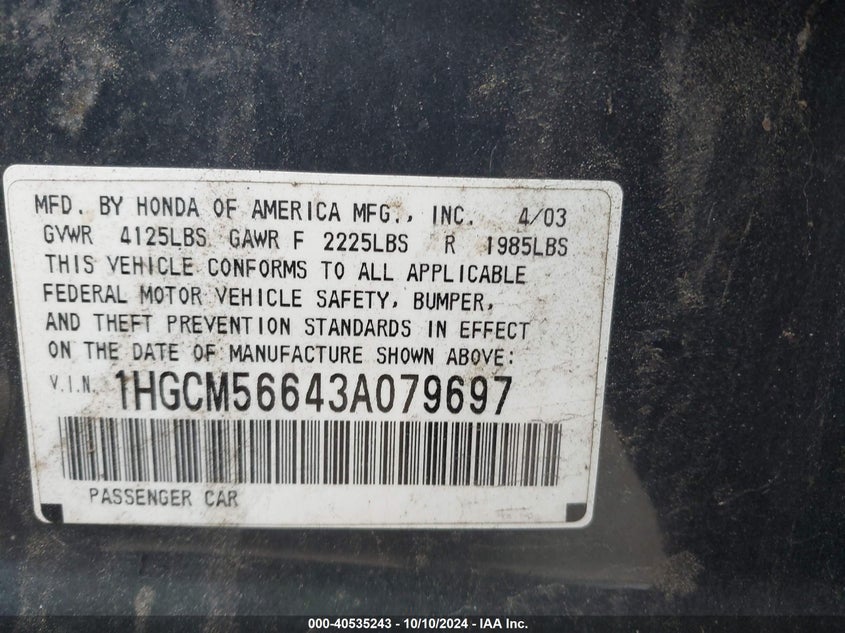 MFD. BY HONDA OF AMERICA MFG., INC. 4/03
GVWR 4125LBS GAWR F 2225LBS R 1985LBS
THIS VEHICLE CONFORMS TO ALL APPLICABLE
FEDERAL MOTOR VEHICLE SAFETY, BUMPER,
AND THEFT PREVENTION STANDARDS IN EFFECT
ON THE DATE OF MANUFACTURE SHOWN ABOVE:
V.I.N. 1HGCM56643A079697
PASSENGER CAR
000-40535243 - 10/10/2024 - IAA Inc.